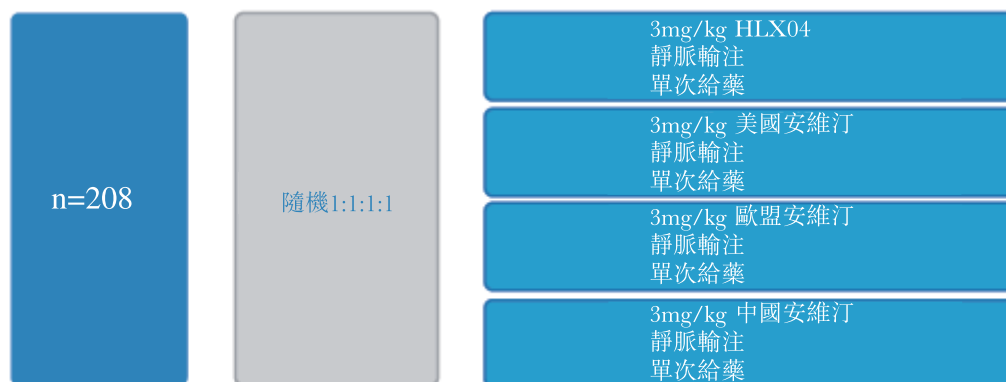 n=208
隨機1:1:1:1
3mg/kg HLX04
靜脈輸注
單次給藥
3mg/kg 美國安維汀
靜脈輸注
單次給藥
3mg/kg 歐盟安維汀
靜脈輸注
單次給藥
3mg/kg 中國安維汀
靜脈輸注
單次給藥